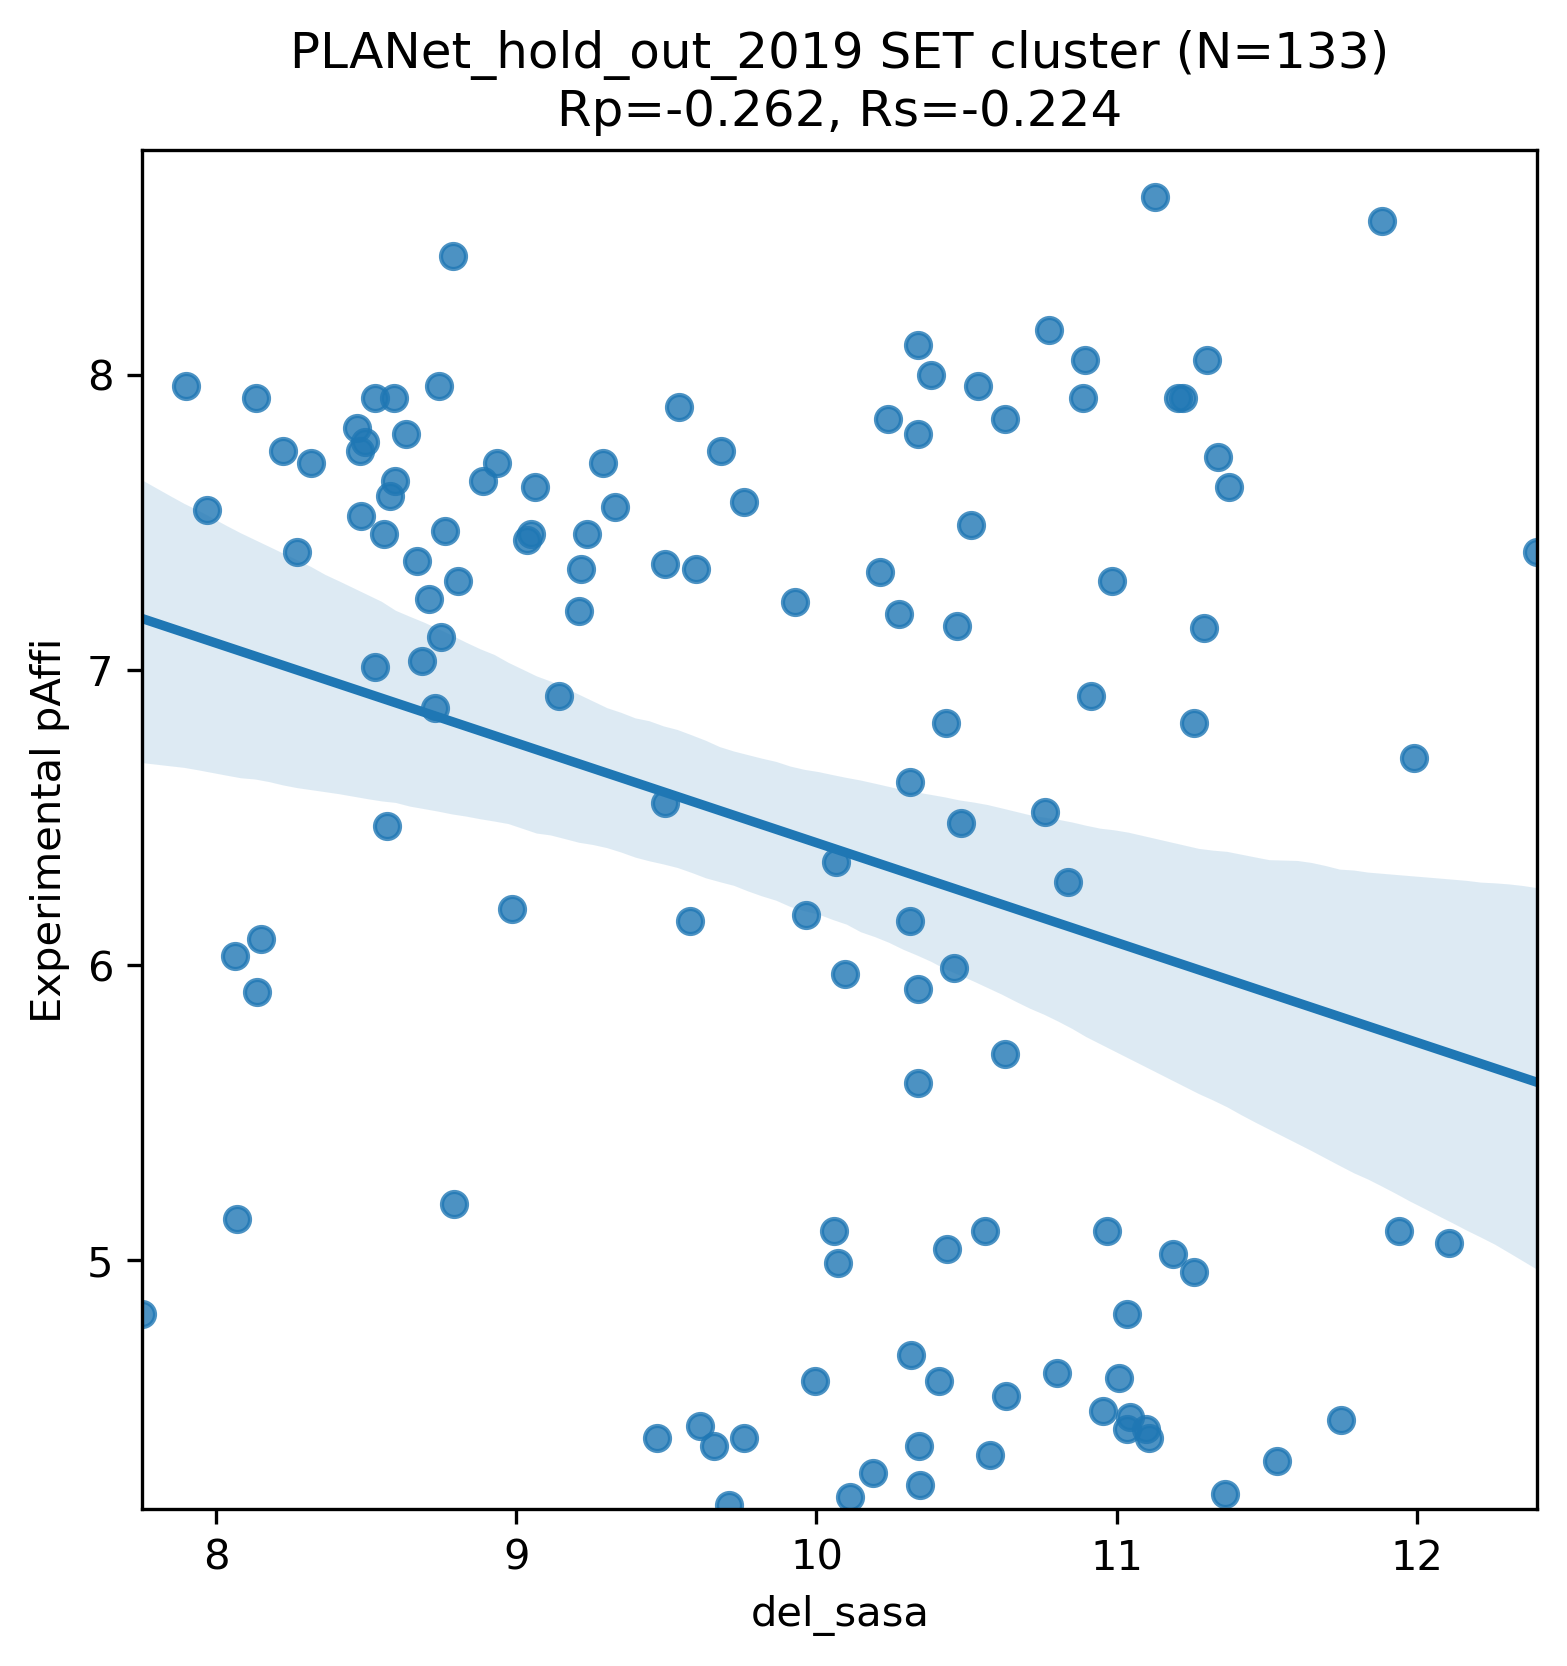 PLANet_hold_out_2019 SET cluster (N=133)
Rp=-0.262, Rs=-0.224
8
7
6
5
Experimental pAffi
8 9 10 11 12
del_sasa